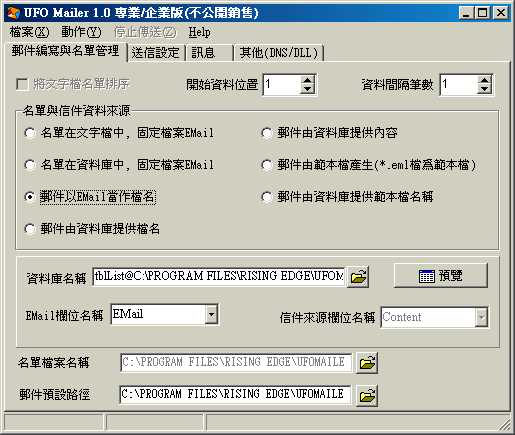 UFO Mailer 1.0 專業/企業版(不公開銷售)
檔案(X) 動作(Y) 停止傳送(Z) Help
郵件編寫與名單管理 送信設定 訊息 其他(DNS/DLL)
將文字檔名單排序 開始資料位置 1 資料間隔筆數 1
名單與信件資料來源
名單在文字檔中, 固定檔案EMail 郵件由資料庫提供內容
名單在資料庫中, 固定檔案EMail 郵件由範本檔產生(*.eml檔為範本檔)
郵件以EMail當作檔名 郵件由資料庫提供範本檔名稱
郵件由資料庫提供檔名
資料庫名稱 tblList@C:\PROGRAM FILES\RISING EDGE\UFOM 預覽
EMail欄位名稱 EMail 信件來源欄位名稱 Content
名單檔案名稱 C:\PROGRAM FILES\RISING EDGE\UFOMAILE
郵件預設路徑 C:\PROGRAM FILES\RISING EDGE\UFOMAILE